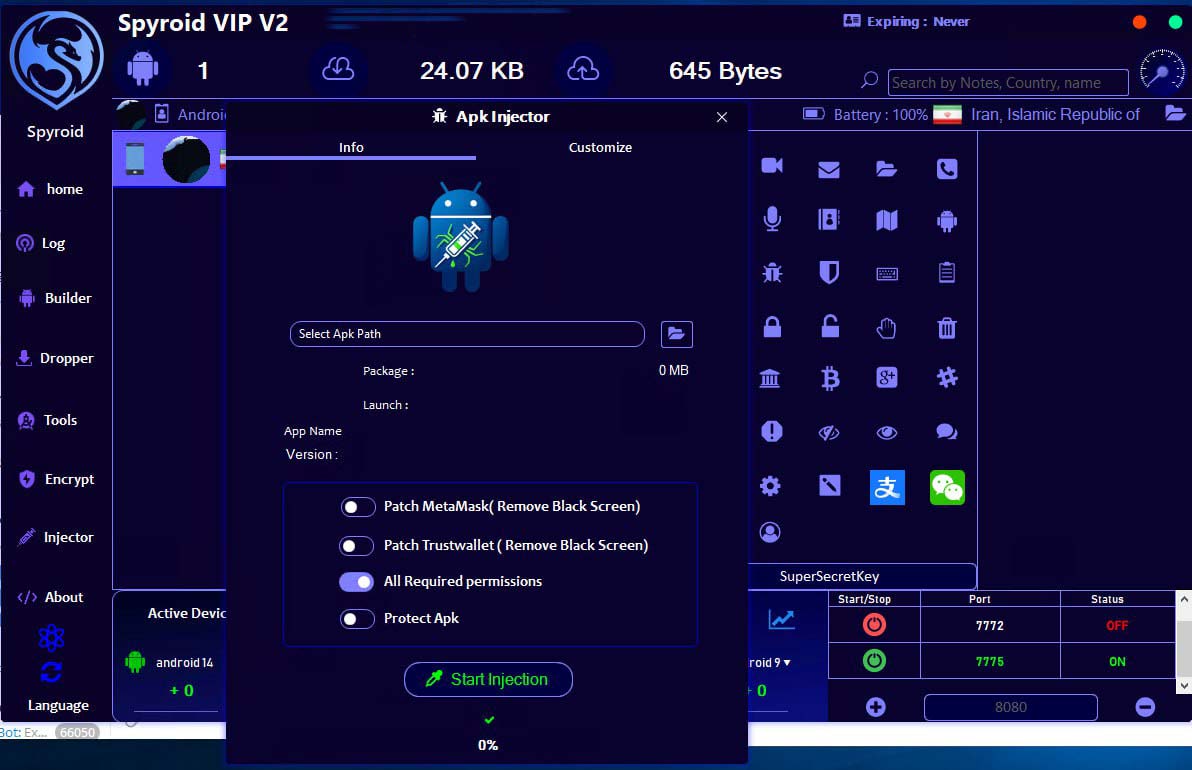 Spyroid VIP V2
Expiring : Never
1
24.07 KB
645 Bytes
Search by Notes, Country, name
Spyroid
Battery : 100%
Iran, Islamic Republic of
Apk Injector
Info
Customize
home
Log
Builder
Dropper
Tools
Encrypt
Injector
About
Language
Select Apk Path
Package :
0 MB
Launch :
App Name
Version :
Patch MetaMask( Remove Black Screen)
Patch Trustwallet ( Remove Black Screen)
All Required permissions
Protect Apk
Start Injection
0%
支
SuperSecretKey
Active Devic
android 14
+ 0
roid 9
+ 0
Start/Stop
Port
Status
7772
OFF
7775
ON
8080
Bot: Ex... 66050